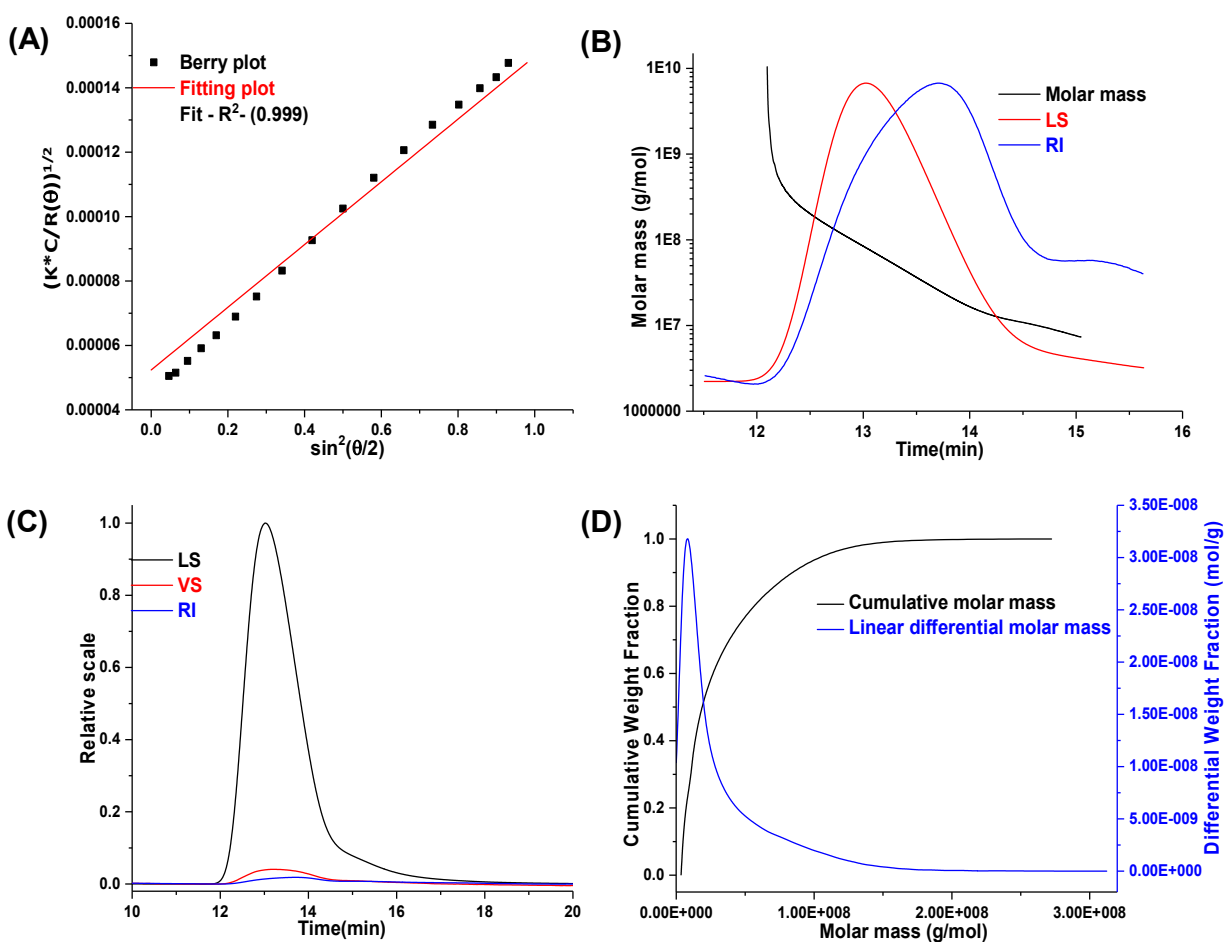 (A)
0.00016
0.00014
0.00012
0.00010
0.00008
0.00006
0.00004
(K*C/R(θ))^1/2
Berry plot
Fitting plot
Fit - R²- (0.999)
0.0 0.2 0.4 0.6 0.8 1.0
sin²(θ/2)
(B)
1E10
1E9
1E8
1E7
1000000
Molar mass (g/mol)
Molar mass
LS
RI
12 13 14 15 16
Time(min)
(C)
1.0
0.8
0.6
0.4
0.2
0.0
Relative scale
LS
VS
RI
10 12 14 16 18 20
Time(min)
(D)
1.0
0.8
0.6
0.4
0.2
0.0
Cumulative Weight Fraction
Cumulative molar mass
Linear differential molar mass
3.50E-008
3.00E-008
2.50E-008
2.00E-008
1.50E-008
1.00E-008
5.00E-009
0.00E+000
Differential Weight Fraction (mol/g)
0.00E+000 1.00E+008 2.00E+008 3.00E+008
Molar mass (g/mol)